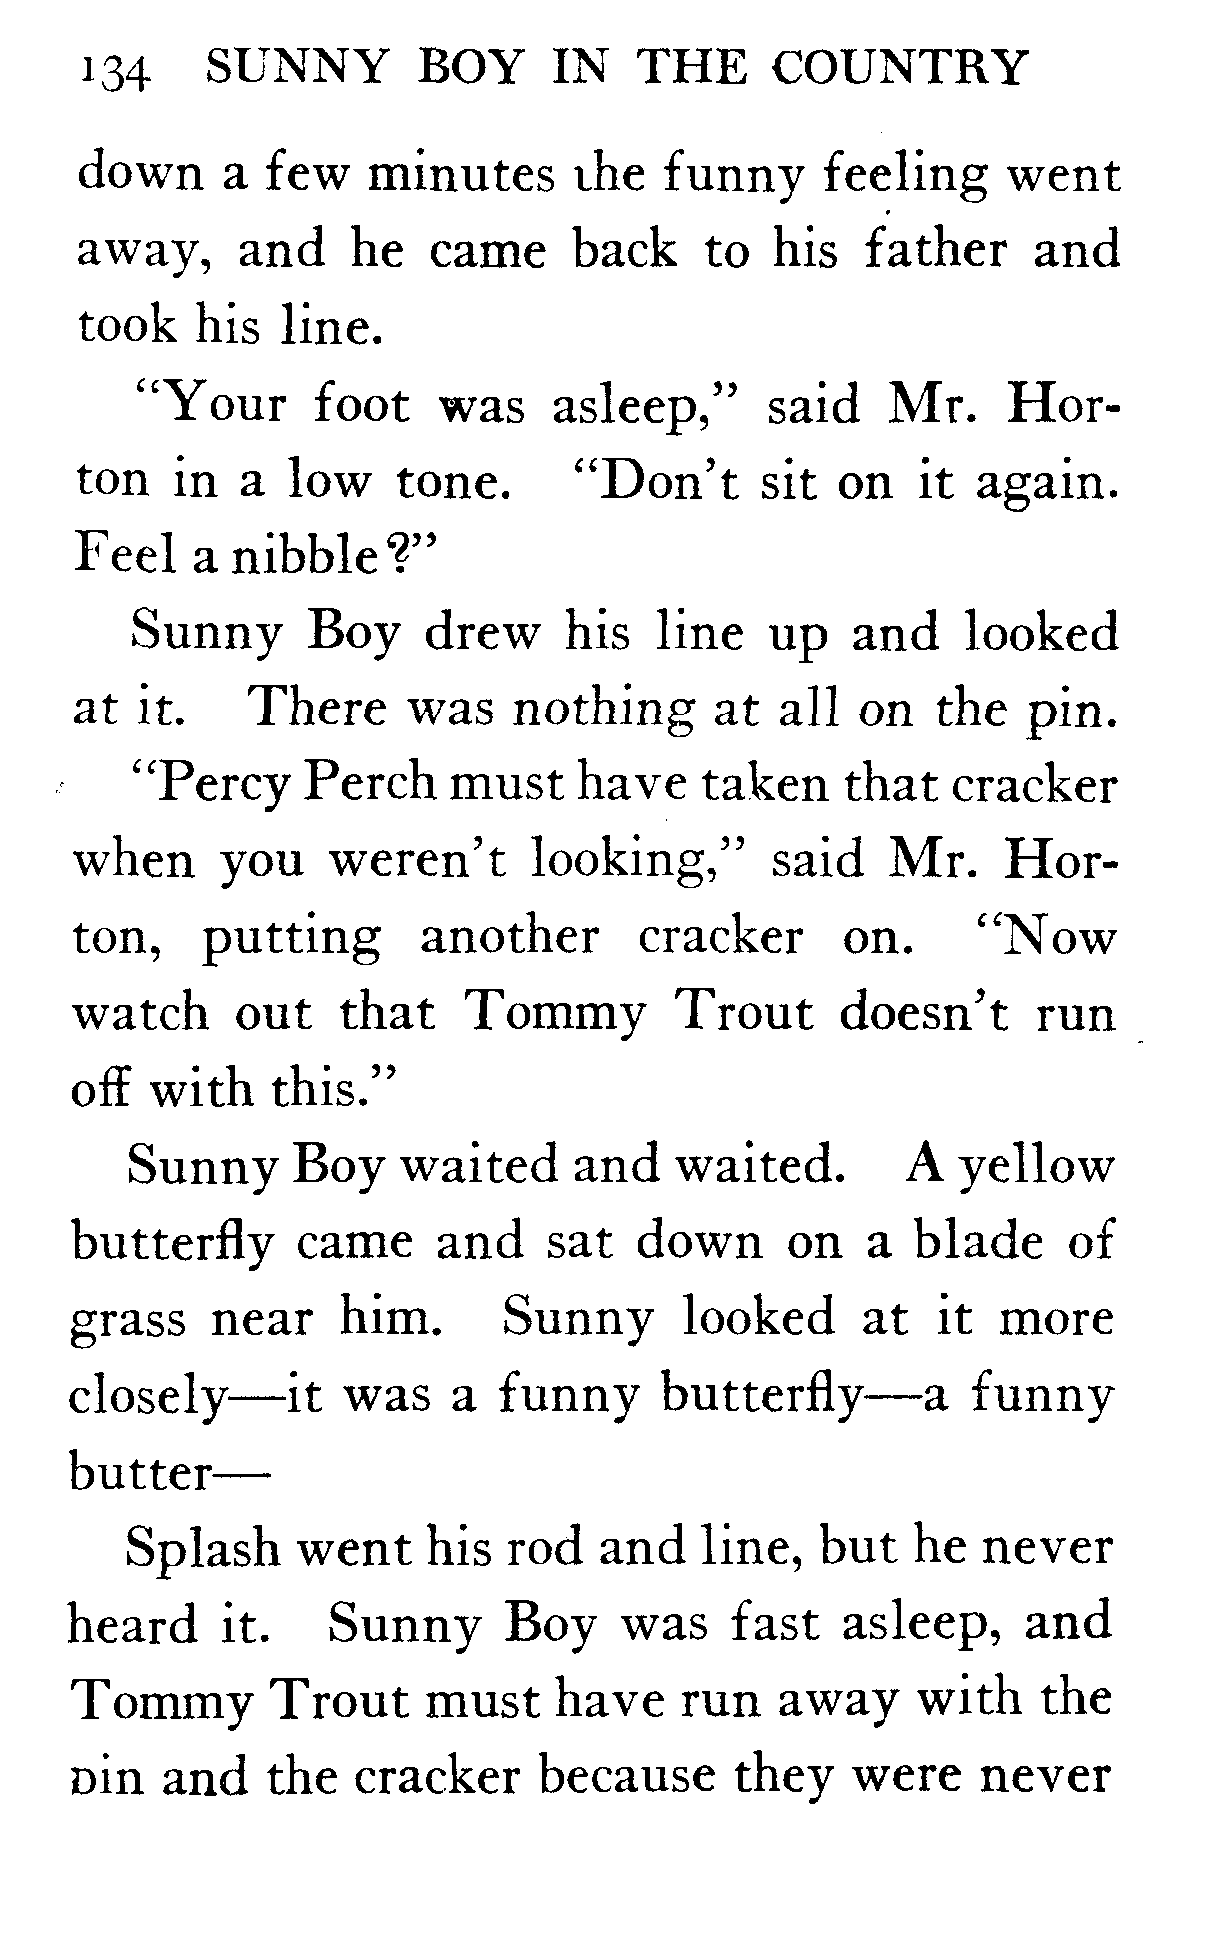 134 SUNNY BOY IN THE COUNTRY
down a few minutes the funny feeling went
away, and he came back to his father and
took his line.
"Your foot was asleep," said Mr. Hor-
ton in a low tone. "Don't sit on it again.
Feel a nibble?"
Sunny Boy drew his line up and looked
at it. There was nothing at all on the pin.
"Percy Perch must have taken that cracker
when you weren't looking," said Mr. Hor-
ton, putting another cracker on. "Now
watch out that Tommy Trout doesn't run
off with this."
Sunny Boy waited and waited. A yellow
butterfly came and sat down on a blade of
grass near him. Sunny looked at it more
closely—it was a funny butterfly—a funny
butter—
Splash went his rod and line, but he never
heard it. Sunny Boy was fast asleep, and
Tommy Trout must have run away with the
pin and the cracker because they were never